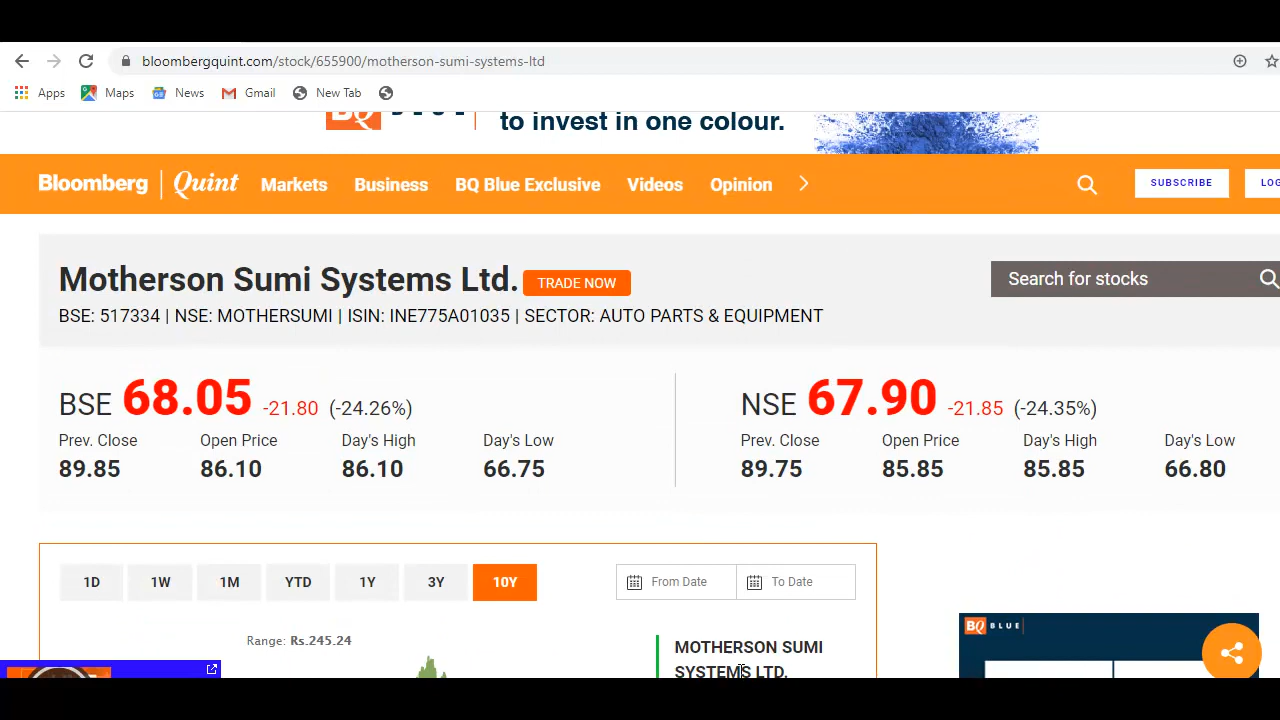 bloombergquint.com/stock/655900/motherson-sumi-systems-ltd
Apps Maps News Gmail New Tab
to invest in one colour.
Bloomberg | Quint Markets Business BQ Blue Exclusive Videos Opinion SUBSCRIBE LOG
Motherson Sumi Systems Ltd. TRADE NOW
Search for stocks
BSE: 517334 | NSE: MOTHERSUMI | ISIN: INE775A01035 | SECTOR: AUTO PARTS & EQUIPMENT
BSE 68.05 -21.80 (-24.26%)
Prev. Close Open Price Day's High Day's Low
89.85 86.10 86.10 66.75
NSE 67.90 -21.85 (-24.35%)
Prev. Close Open Price Day's High Day's Low
89.75 85.85 85.85 66.80
1D 1W 1M YTD 1Y 3Y 10Y
From Date To Date
Range: Rs.245.24
MOTHERSON SUMI
SYSTEMS LTD.
BQ BLUE